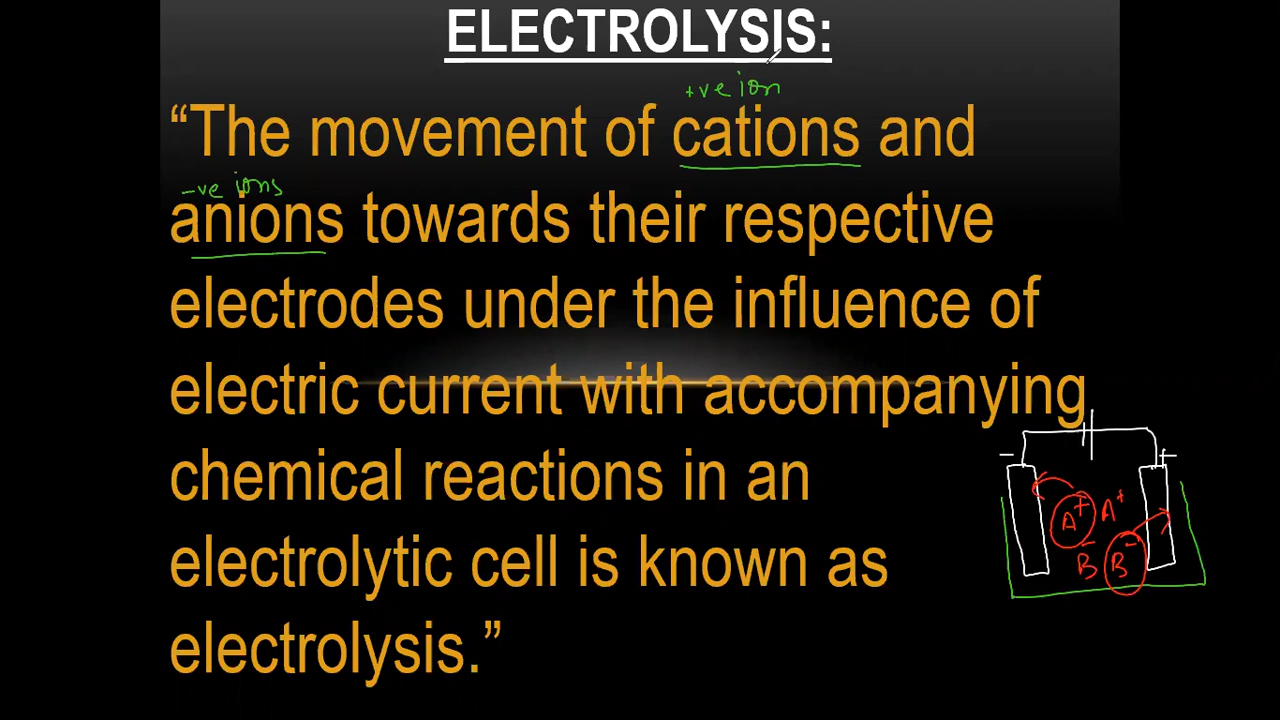 ELECTROLYSIS:
+ve ion
“The movement of cations and
-ve ions
anions towards their respective
electrodes under the influence of
electric current with accompanying
chemical reactions in an
electrolytic cell is known as
electrolysis.”
- +
A+ A+
B- B-